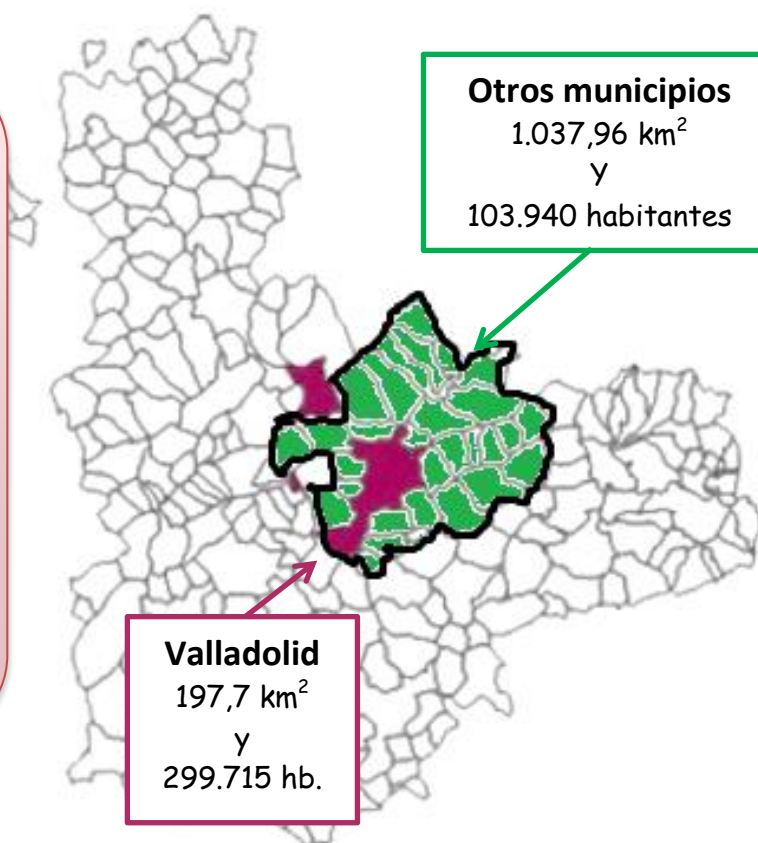 Otros municipios
1.037,96 km²
y
103.940 habitantes
Valladolid
197,7 km²
y
299.715 hb.